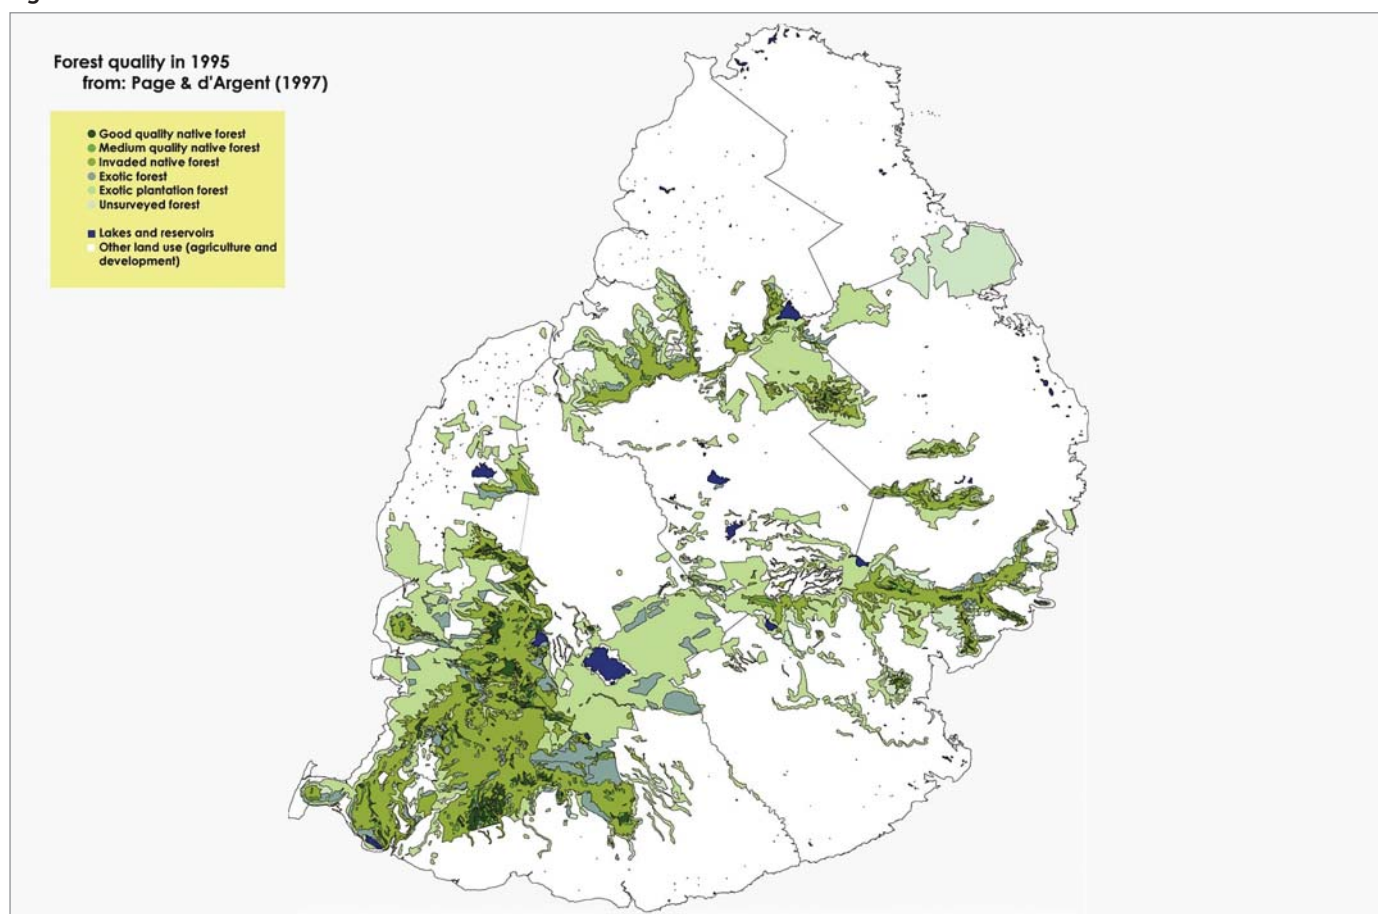 Forest quality in 1995
from: Page & d'Argent (1997)
Good quality native forest
Medium quality native forest
Invaded native forest
Exotic forest
Exotic plantation forest
Unsurveyed forest
Lakes and reservoirs
Other land use (agriculture and
development)